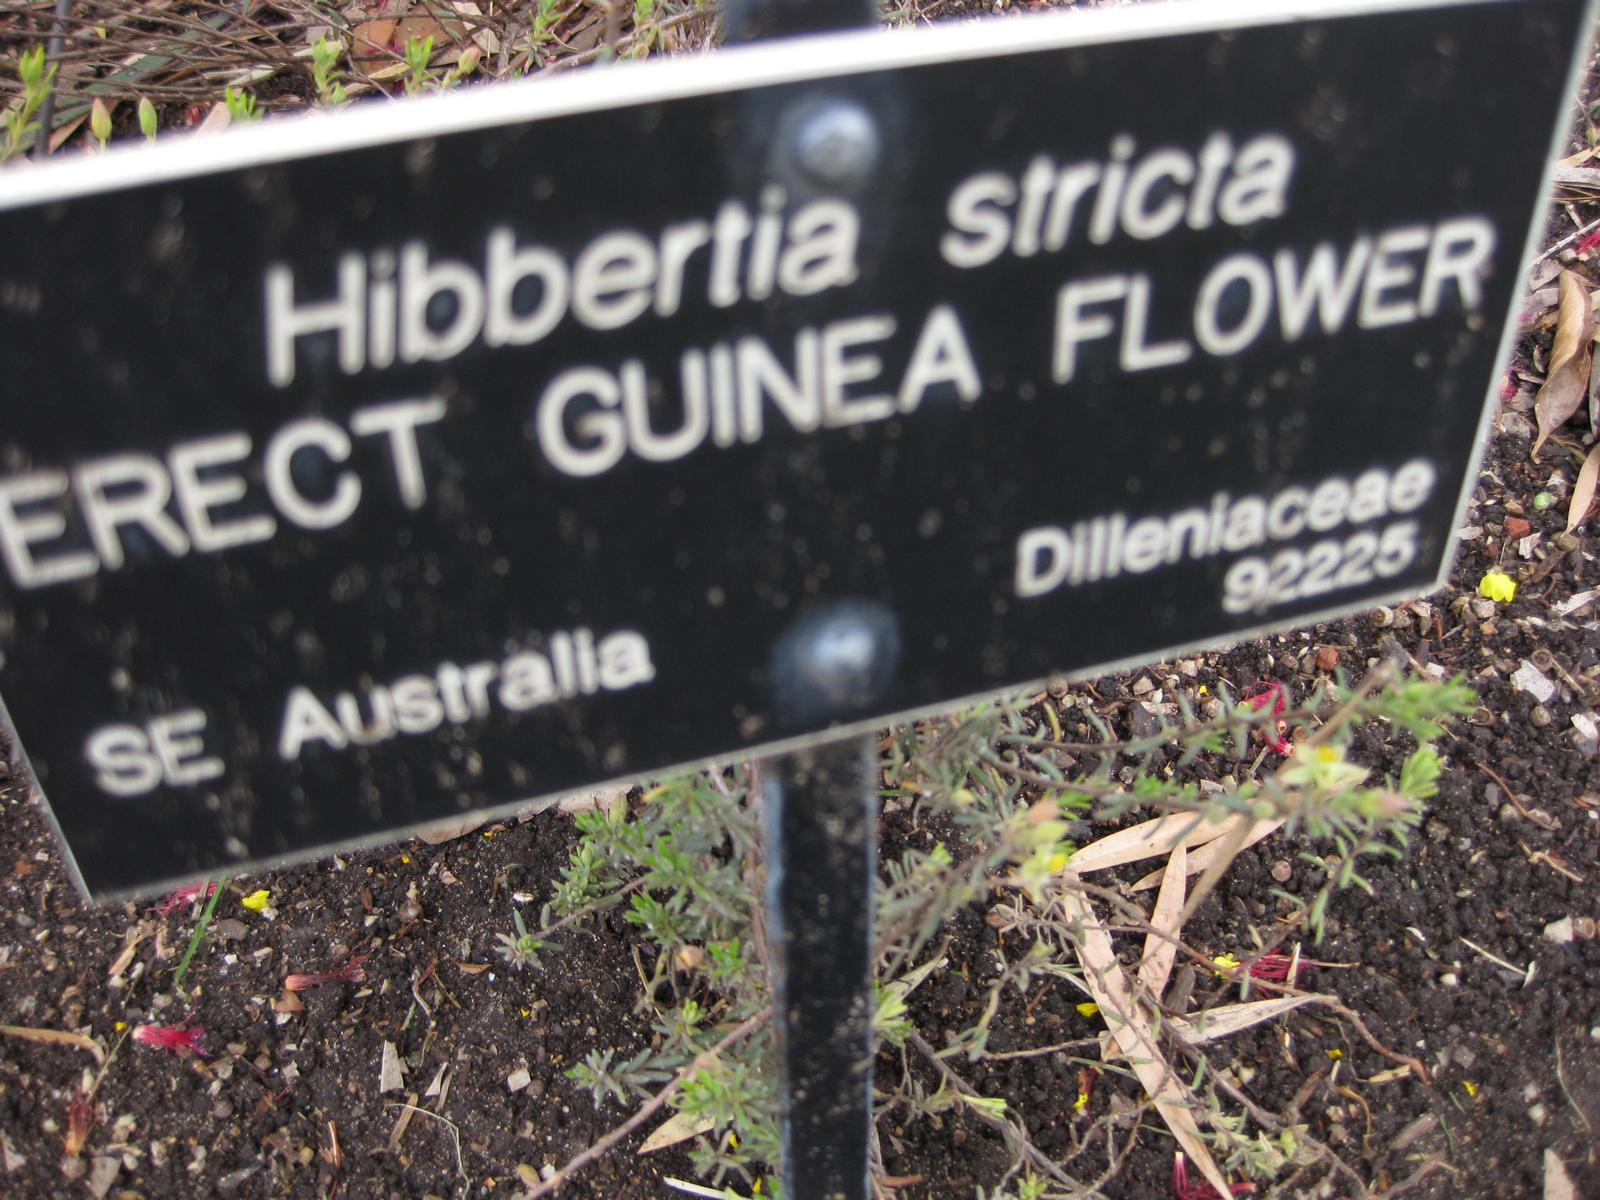 Hibbertia stricta
ERECT GUINEA FLOWER
Dilleniaceae
92225
SE Australia